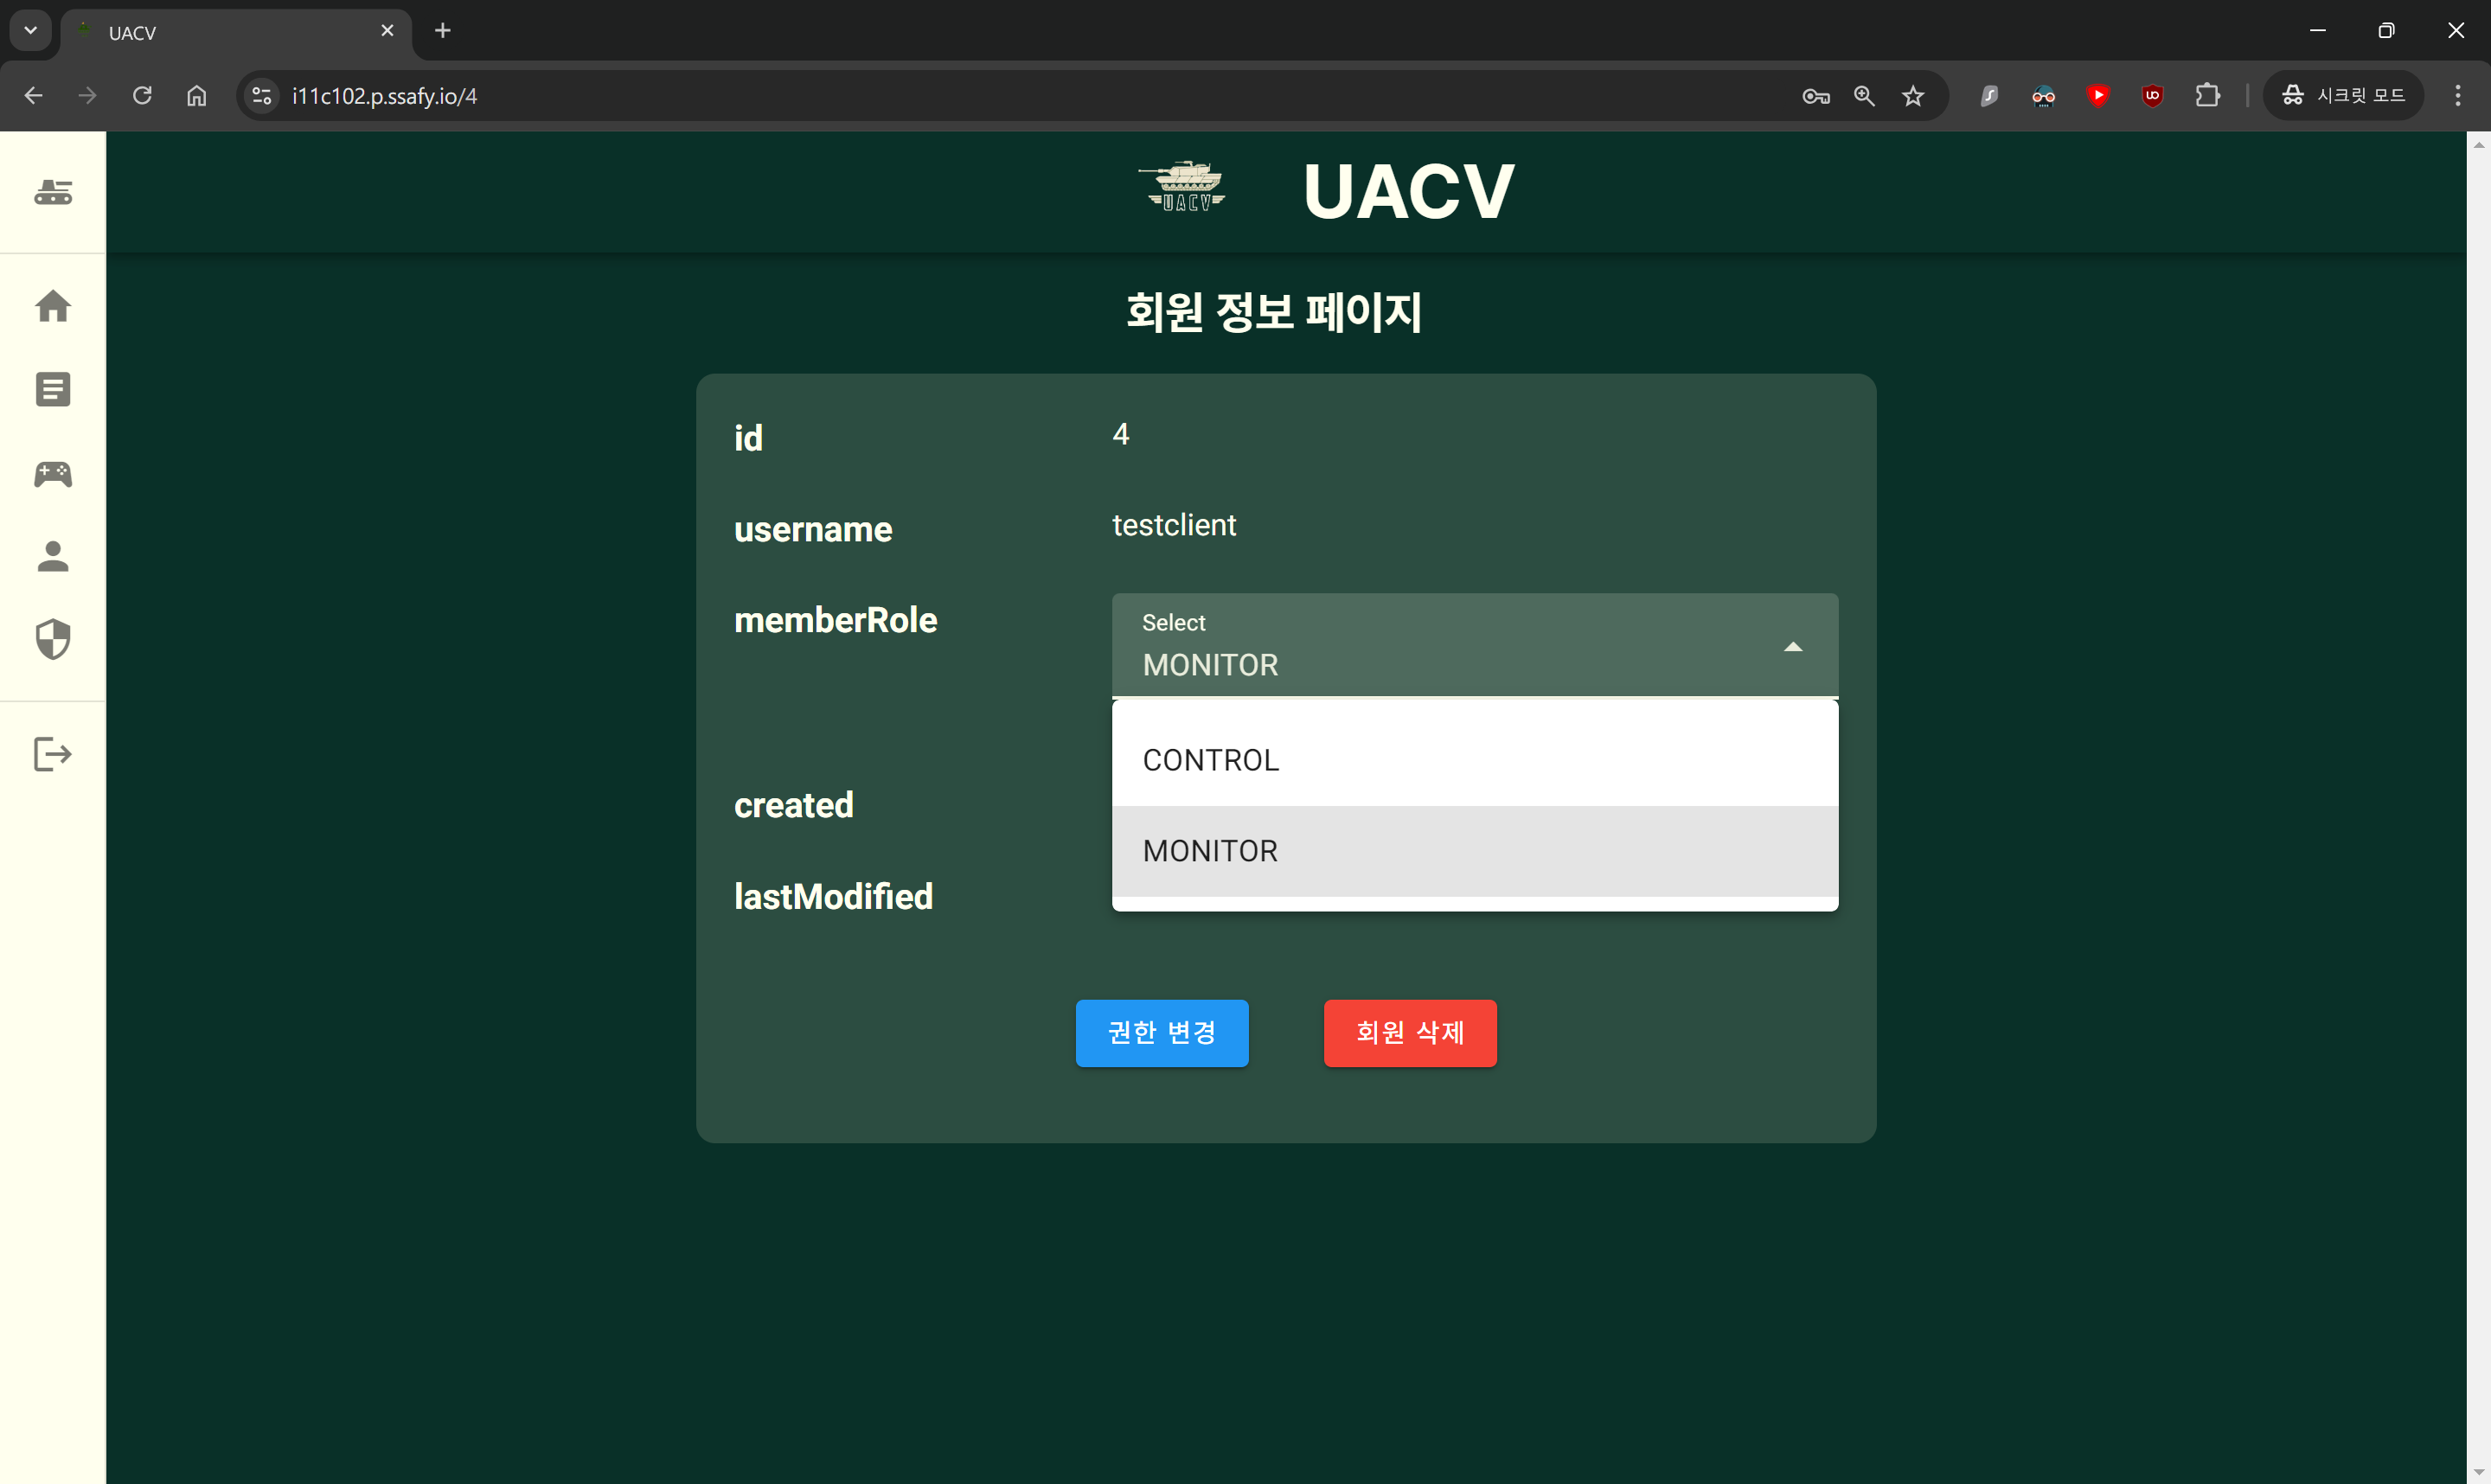 UACV
i11c102.p.ssafy.io/4
시크릿 모드
UACV
UACV
회원 정보 페이지
id
4
username
testclient
memberRole
Select
MONITOR
CONTROL
MONITOR
created
lastModified
권한 변경
회원 삭제